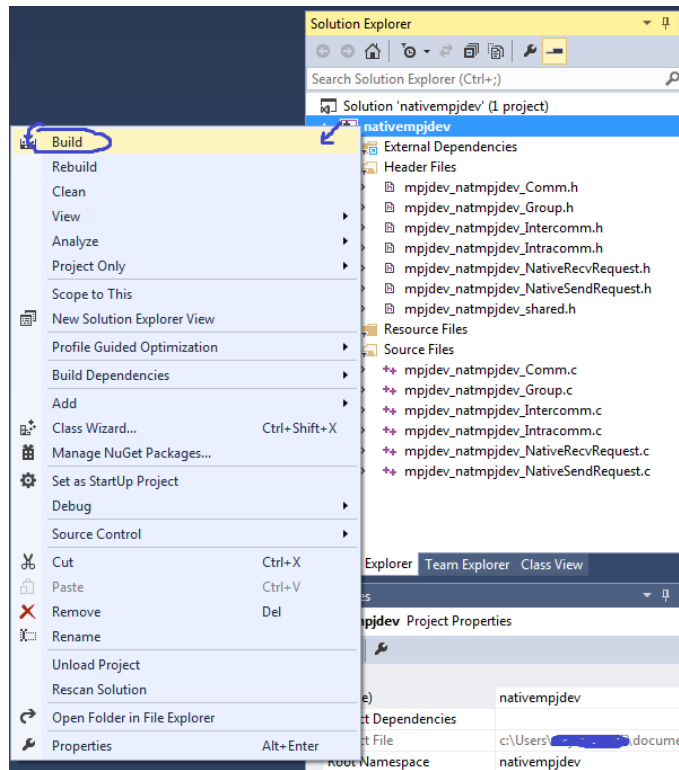 Solution Explorer
Search Solution Explorer (Ctrl+;)
Solution 'nativempjdev' (1 project)
nativempjdev
External Dependencies
Header Files
mpjdev_natmpjdev_Comm.h
mpjdev_natmpjdev_Group.h
mpjdev_natmpjdev_Intercomm.h
mpjdev_natmpjdev_Intracomm.h
mpjdev_natmpjdev_NativeRecvRequest.h
mpjdev_natmpjdev_NativeSendRequest.h
mpjdev_natmpjdev_shared.h
Resource Files
Source Files
mpjdev_natmpjdev_Comm.c
mpjdev_natmpjdev_Group.c
mpjdev_natmpjdev_Intercomm.c
mpjdev_natmpjdev_Intracomm.c
mpjdev_natmpjdev_NativeRecvRequest.c
mpjdev_natmpjdev_NativeSendRequest.c
Build
Rebuild
Clean
View
Analyze
Project Only
Scope to This
New Solution Explorer View
Profile Guided Optimization
Build Dependencies
Add
Class Wizard... Ctrl+Shift+X
Manage NuGet Packages...
Set as StartUp Project
Debug
Source Control
Cut Ctrl+X
Paste Ctrl+V
Remove Del
Rename
Unload Project
Rescan Solution
Open Folder in File Explorer
Properties Alt+Enter
Explorer Team Explorer Class View
Project Properties
nativempjdev
Dependencies
File c:\Users\
Root Namespace nativempjdev